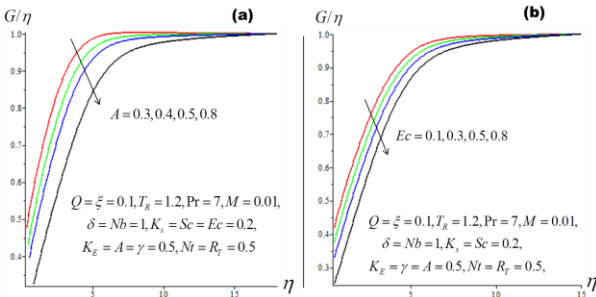 (a)
G/η
1.0
0.9
0.8
0.7
0.6
0.5
0.4
A = 0.3, 0.4, 0.5, 0.8
Q = ξ = 0.1, T_R = 1.2, Pr = 7, M = 0.01,
δ = Nb = 1, K_s = Sc = Ec = 0.2,
K_E = A = γ = 0.5, Nt = R_T = 0.5
5 10 15
η
(b)
G/η
1.0
0.9
0.8
0.7
0.6
0.5
0.4
0.3
Ec = 0.1, 0.3, 0.5, 0.8
Q = ξ = 0.1, T_R = 1.2, Pr = 7, M = 0.01,
δ = Nb = 1, K_s = Sc = 0.2,
K_E = γ = A = 0.5, Nt = R_T = 0.5,
5 10 15
η